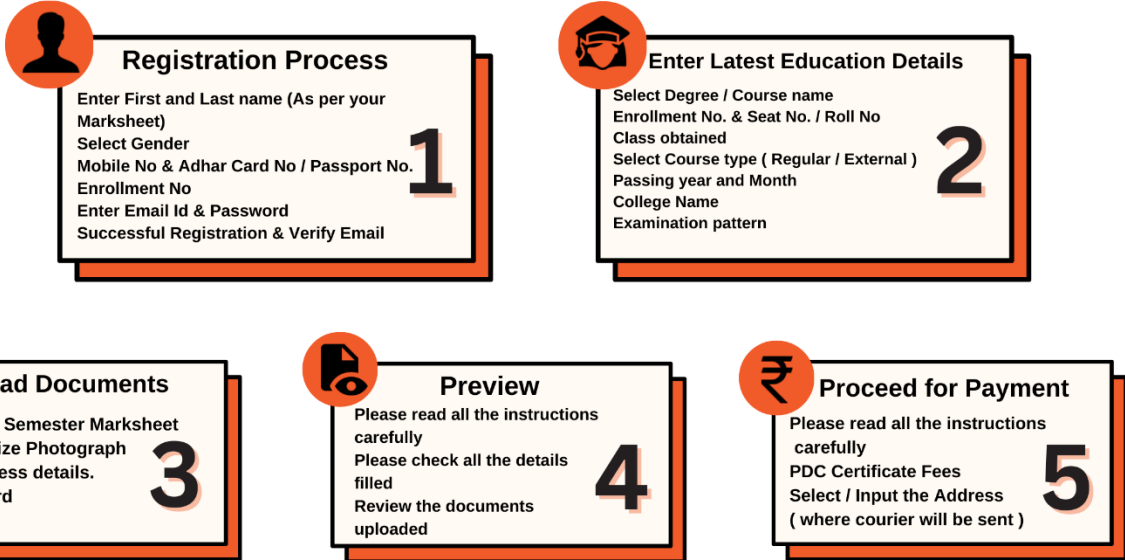 Registration Process
Enter First and Last name (As per your
Marksheet)
Select Gender
Mobile No & Adhar Card No / Passport No.
Enrollment No
Enter Email Id & Password
Successful Registration & Verify Email
1
Enter Latest Education Details
Select Degree / Course name
Enrollment No. & Seat No. / Roll No
Class obtained
Select Course type ( Regular / External )
Passing year and Month
College Name
Examination pattern
2
Documents
Semester Marksheet
Photograph
details.
3
Preview
Please read all the instructions
carefully
Please check all the details
filled
Review the documents
uploaded
4
Proceed for Payment
Please read all the instructions
carefully
PDC Certificate Fees
Select / Input the Address
( where courier will be sent )
5